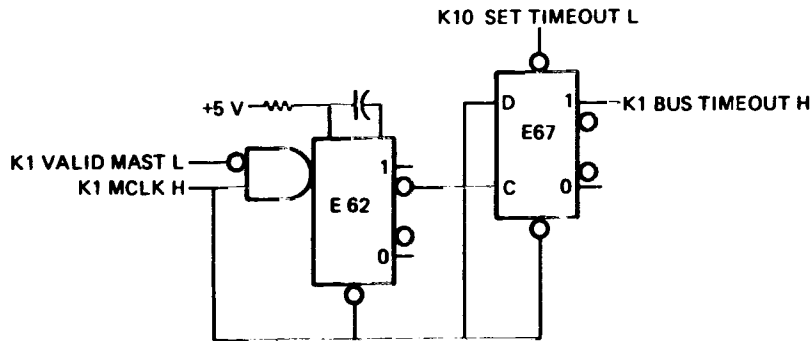 K10 SET TIMEOUT L
+5 V
D
1
K1 BUS TIMEOUT H
E67
K1 VALID MAST L
1
K1 MCLK H
E 62
C
0
0